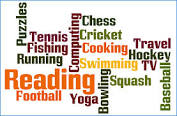 Puzzles
Chess
Tennis
Computing
Cricket
Travel
Fishing
Cooking
Hockey
Running
Swimming
TV
Reading
Bowling
Squash
Baseball
Football
Yoga